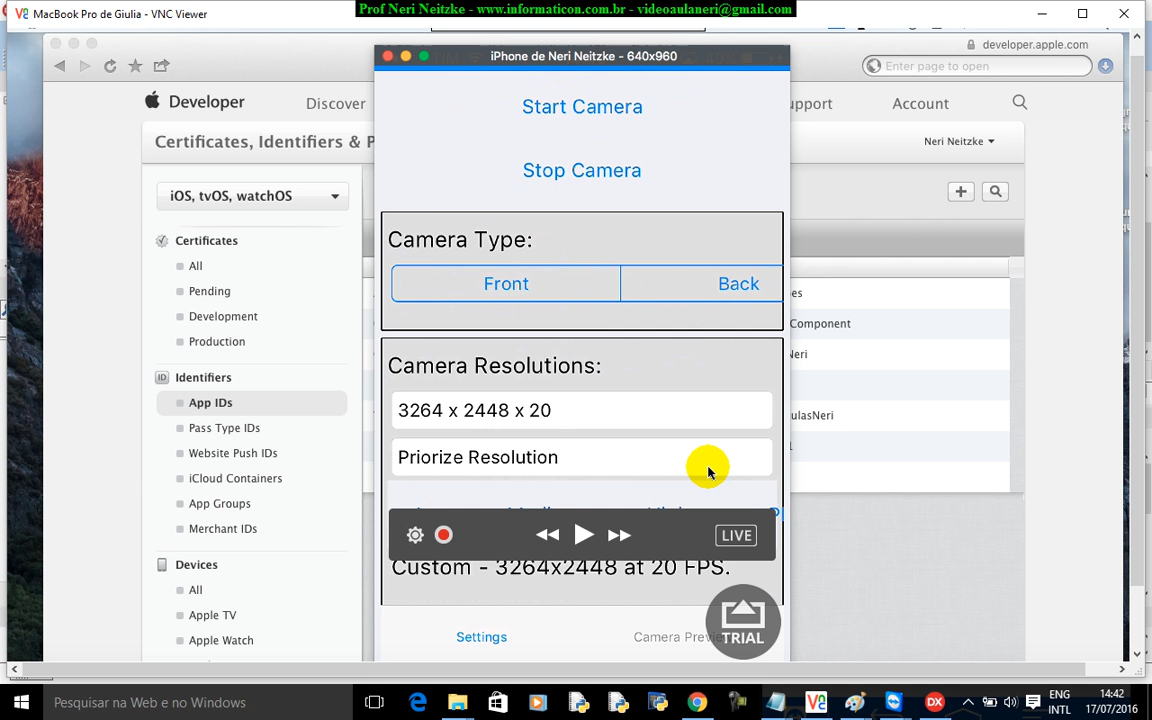 Prof Neri Neitzke - www.informaticon.com.br - videoaulaneri@gmail.com
MacBook Pro de Giulia - VNC Viewer
developer.apple.com
iPhone de Neri Neitzke - 640x960
Enter page to open
Developer
Discover
upport
Account
Start Camera
Certificates, Identifiers & P
Neri Neitzke
Stop Camera
iOS, tvOS, watchOS
Certificates
All
Pending
Development
Production
Identifiers
App IDs
Pass Type IDs
Website Push IDs
iCloud Containers
App Groups
Merchant IDs
Devices
All
Apple TV
Apple Watch
Camera Type:
Front
Back
Camera Resolutions:
3264 x 2448 x 20
Priorize Resolution
LIVE
Custom - 3264x2448 at 20 FPS.
TRIAL
Settings
Camera Previe
es
Component
Neri
ulasNeri
Pesquisar na Web e no Windows
DX
ENG
INTL
14:42
17/07/2016